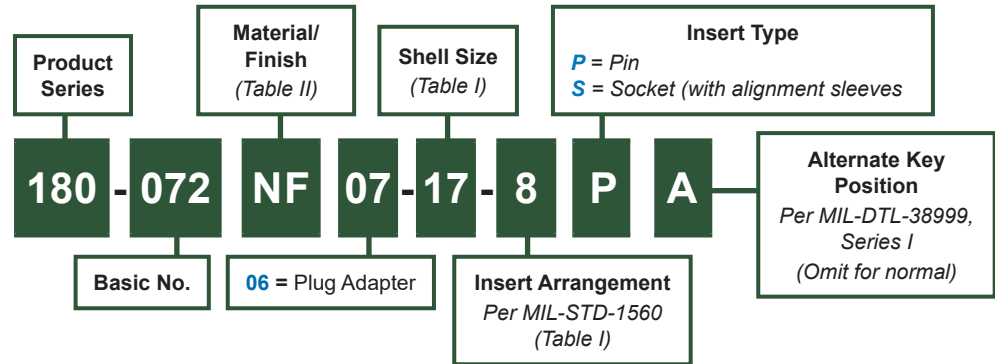 Product
Series
Material/
Finish
(Table II)
Shell Size
(Table I)
Insert Type
P = Pin
S = Socket (with alignment sleeves
180 - 072 NF 07 - 17 - 8 P A
Alternate Key
Position
Per MIL-DTL-38999,
Series I
(Omit for normal)
Basic No.
06 = Plug Adapter
Insert Arrangement
Per MIL-STD-1560
(Table I)